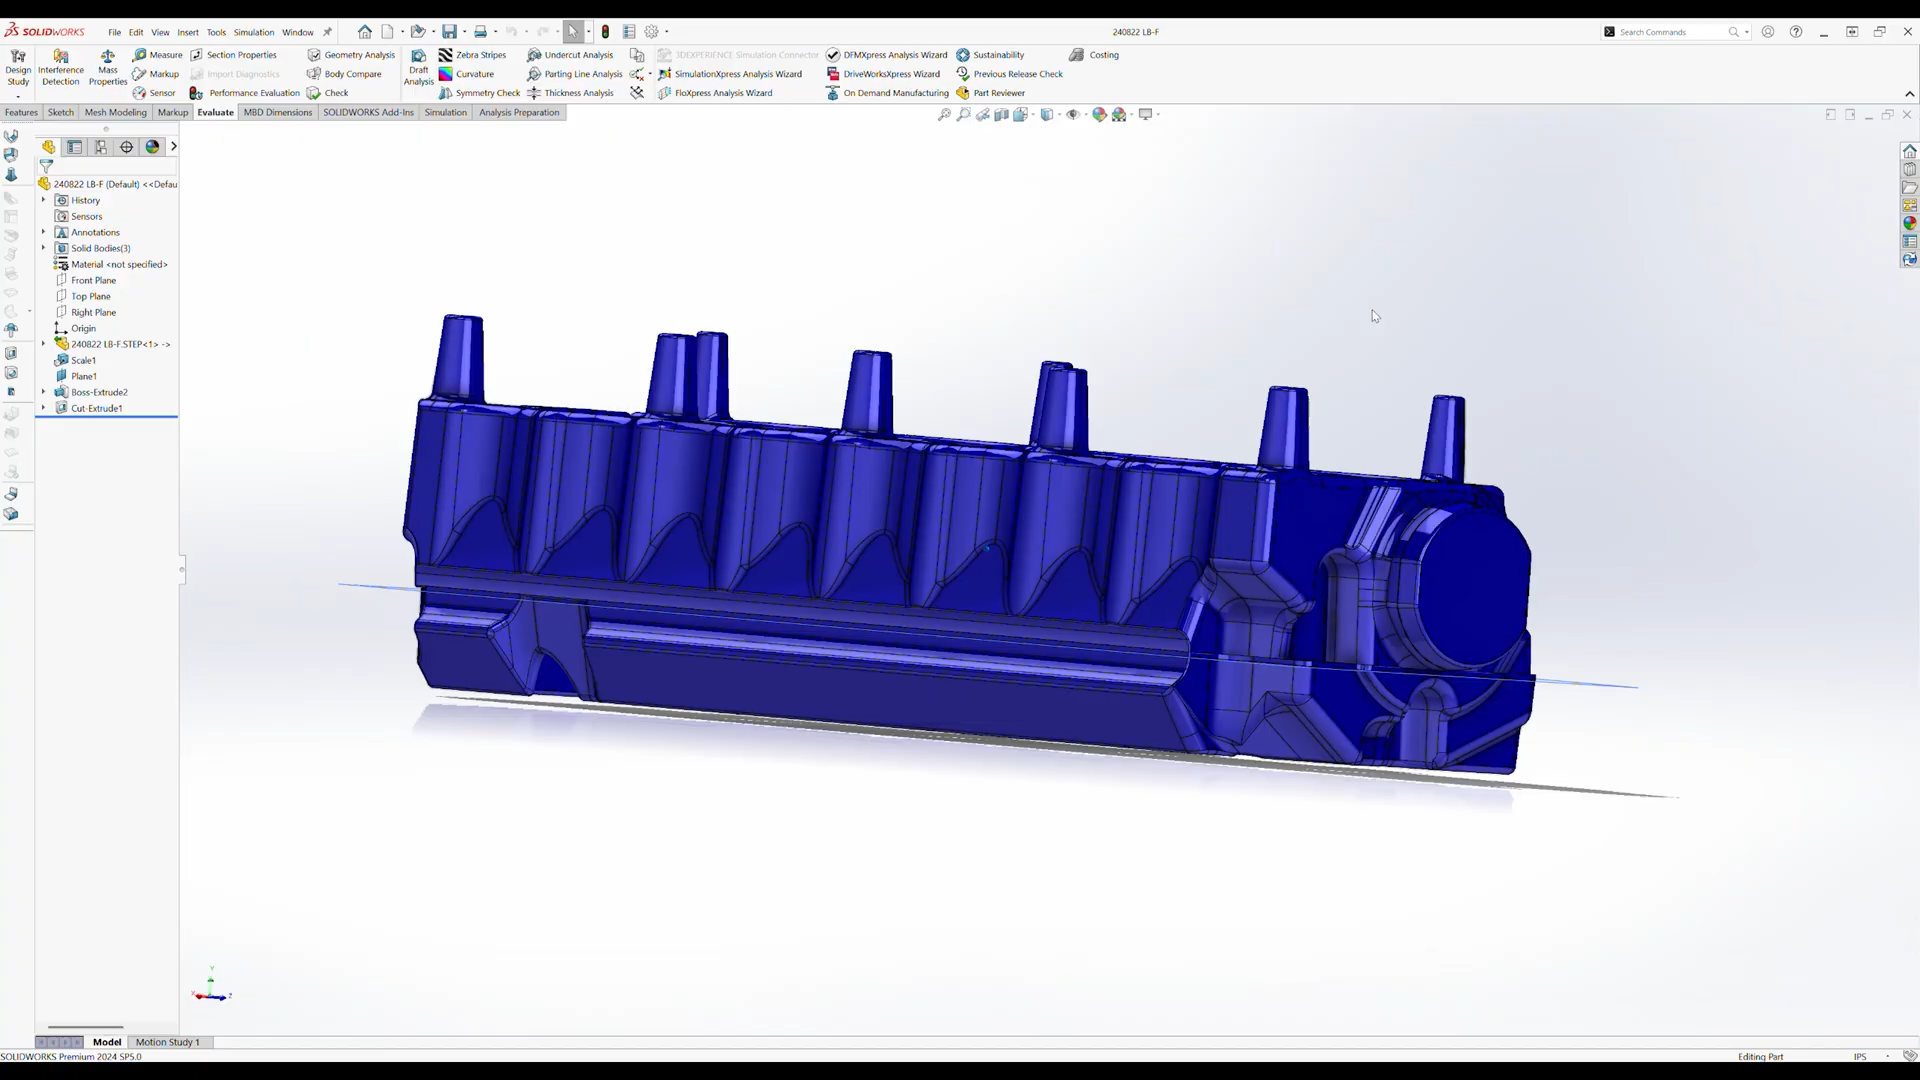 SOLIDWORKS File Edit View Insert Tools Simulation Window 240822 LB-F Search Commands
Design Study
Interference Detection
Mass Properties
Measure
Markup
Sensor
Section Properties
Import Diagnostics
Performance Evaluation
Geometry Analysis
Body Compare
Check
Draft Analysis
Zebra Stripes
Curvature
Symmetry Check
Undercut Analysis
Parting Line Analysis
Thickness Analysis
3DEXPERIENCE Simulation Connector
SimulationXpress Analysis Wizard
FloXpress Analysis Wizard
DFMXpress Analysis Wizard
DriveWorksXpress Wizard
On Demand Manufacturing
Sustainability
Previous Release Check
Part Reviewer
Costing
Features Sketch Mesh Modeling Markup Evaluate MBD Dimensions SOLIDWORKS Add-Ins Simulation Analysis Preparation
240822 LB-F (Default) <<Defau
History
Sensors
Annotations
Solid Bodies(3)
Material <not specified>
Front Plane
Top Plane
Right Plane
Origin
240822 LB-F.STEP<1> ->
Scale1
Plane1
Boss-Extrude2
Cut-Extrude1
Y
X Z
Model Motion Study 1
SOLIDWORKS Premium 2024 SP5.0 Editing Part IPS